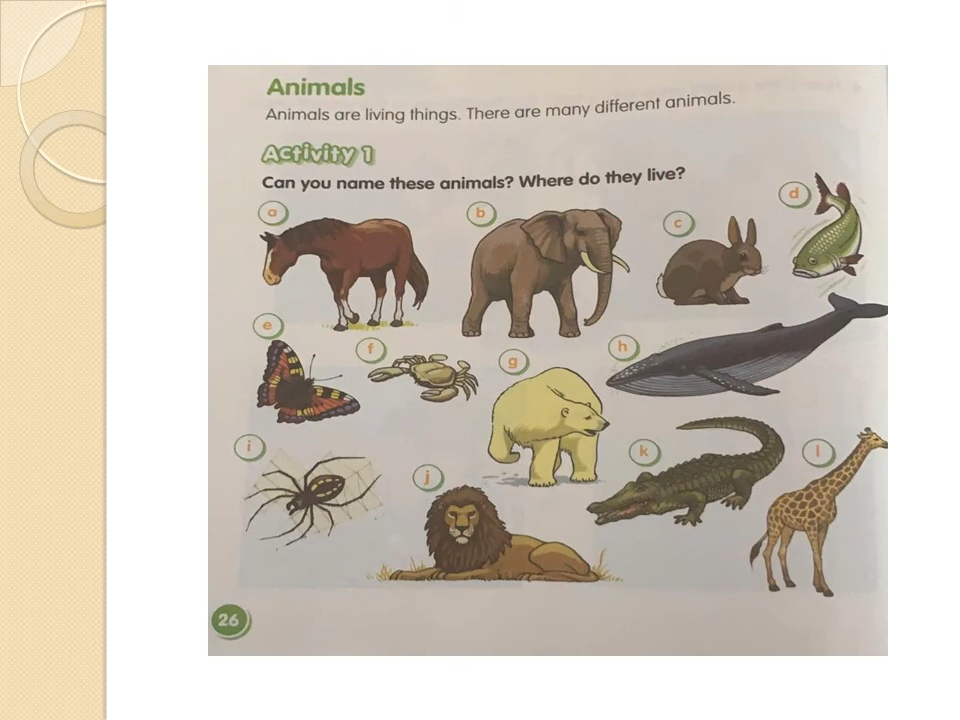 Animals
Animals are living things. There are many different animals.
Activity 1
Can you name these animals? Where do they live?
a
b
c
d
e
f
g
h
i
j
k
l
26